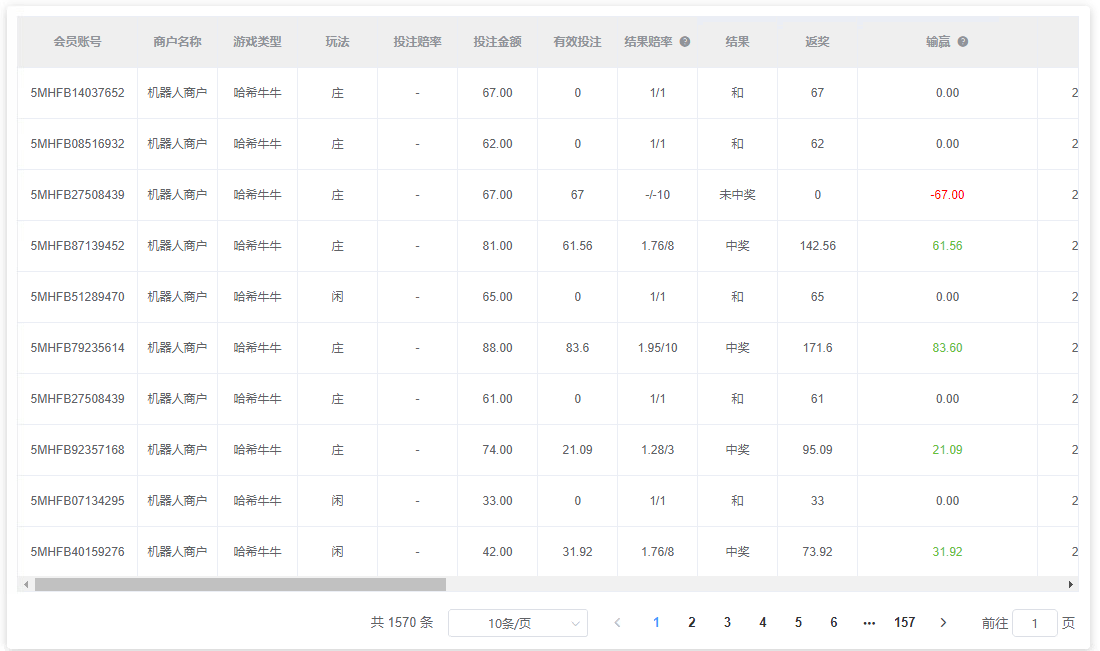 会员账号 商户名称 游戏类型 玩法 投注赔率 投注金额 有效投注 结果赔率 ? 结果 返奖 输赢 ?
5MHFB14037652 机器人商户 哈希牛牛 庄 - 67.00 0 1/1 和 67 0.00 2
5MHFB08516932 机器人商户 哈希牛牛 庄 - 62.00 0 1/1 和 62 0.00 2
5MHFB27508439 机器人商户 哈希牛牛 庄 - 67.00 67 -/-10 未中奖 0 -67.00 2
5MHFB87139452 机器人商户 哈希牛牛 庄 - 81.00 61.56 1.76/8 中奖 142.56 61.56 2
5MHFB51289470 机器人商户 哈希牛牛 闲 - 65.00 0 1/1 和 65 0.00 2
5MHFB79235614 机器人商户 哈希牛牛 庄 - 88.00 83.6 1.95/10 中奖 171.6 83.60 2
5MHFB27508439 机器人商户 哈希牛牛 庄 - 61.00 0 1/1 和 61 0.00 2
5MHFB92357168 机器人商户 哈希牛牛 庄 - 74.00 21.09 1.28/3 中奖 95.09 21.09 2
5MHFB07134295 机器人商户 哈希牛牛 闲 - 33.00 0 1/1 和 33 0.00 2
5MHFB40159276 机器人商户 哈希牛牛 闲 - 42.00 31.92 1.76/8 中奖 73.92 31.92 2
共 1570 条 10条/页 < 1 2 3 4 5 6 ••• 157 > 前往 1 页